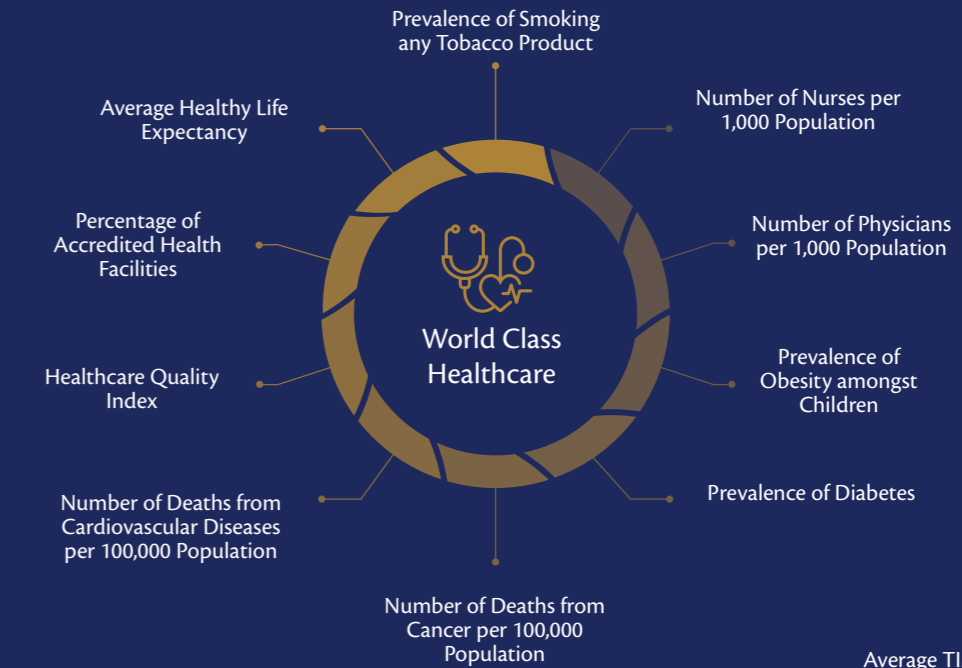 Prevalence of Smoking
any Tobacco Product
Number of Nurses per
1,000 Population
Number of Physicians
per 1,000 Population
Prevalence of
Obesity amongst
Children
Prevalence of Diabetes
Number of Deaths from
Cancer per 100,000
Population
Number of Deaths from
Cardiovascular Diseases
per 100,000 Population
Healthcare Quality
Index
Percentage of
Accredited Health
Facilities
Average Healthy Life
Expectancy
World Class
Healthcare
Average